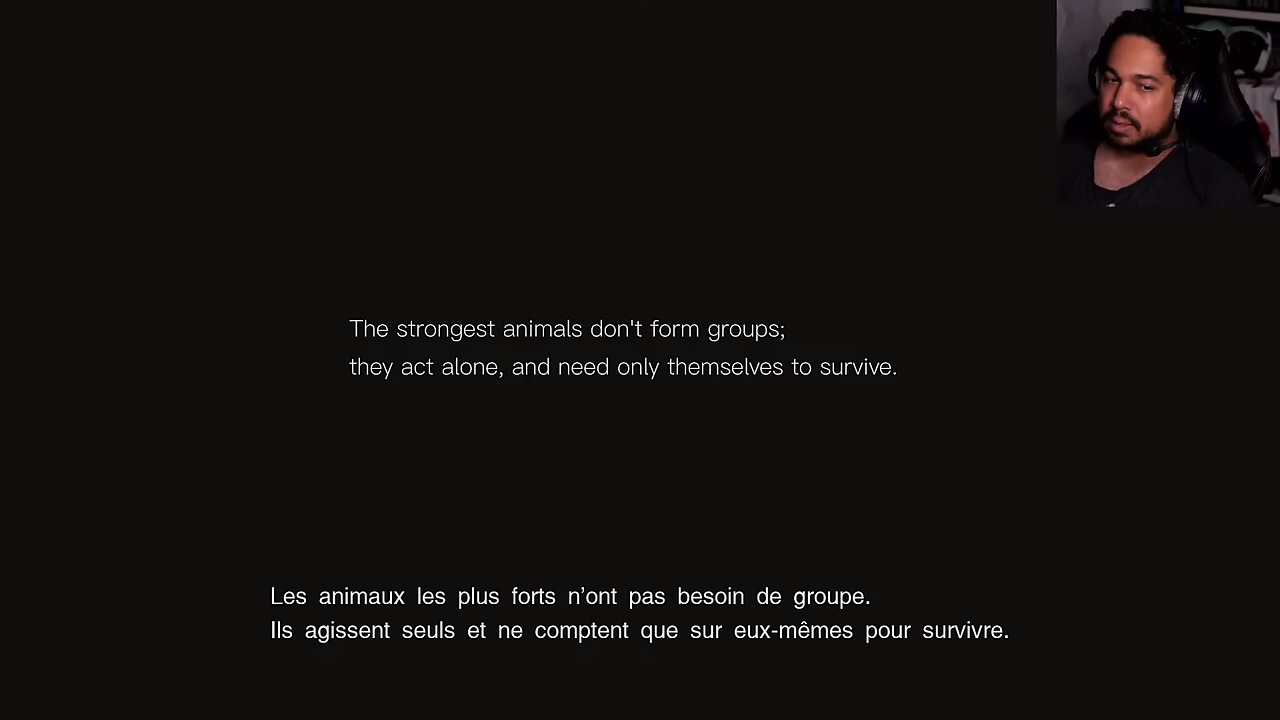 The strongest animals don't form groups;
they act alone, and need only themselves to survive.
Les animaux les plus forts n’ont pas besoin de groupe.
Ils agissent seuls et ne comptent que sur eux-mêmes pour survivre.